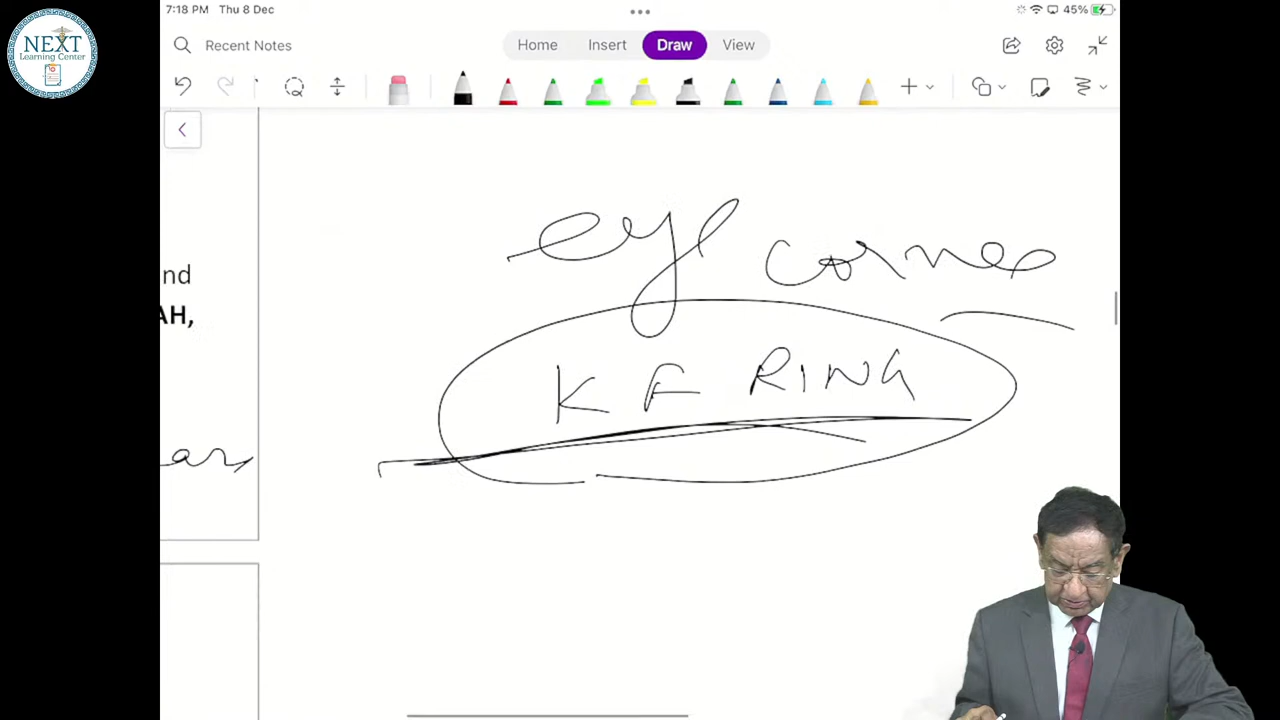 7:18 PM Thu 8 Dec
45%
NEXT
Learning Center
Recent Notes
Home Insert Draw View
nd
AH,
eye
cornea
K F RING